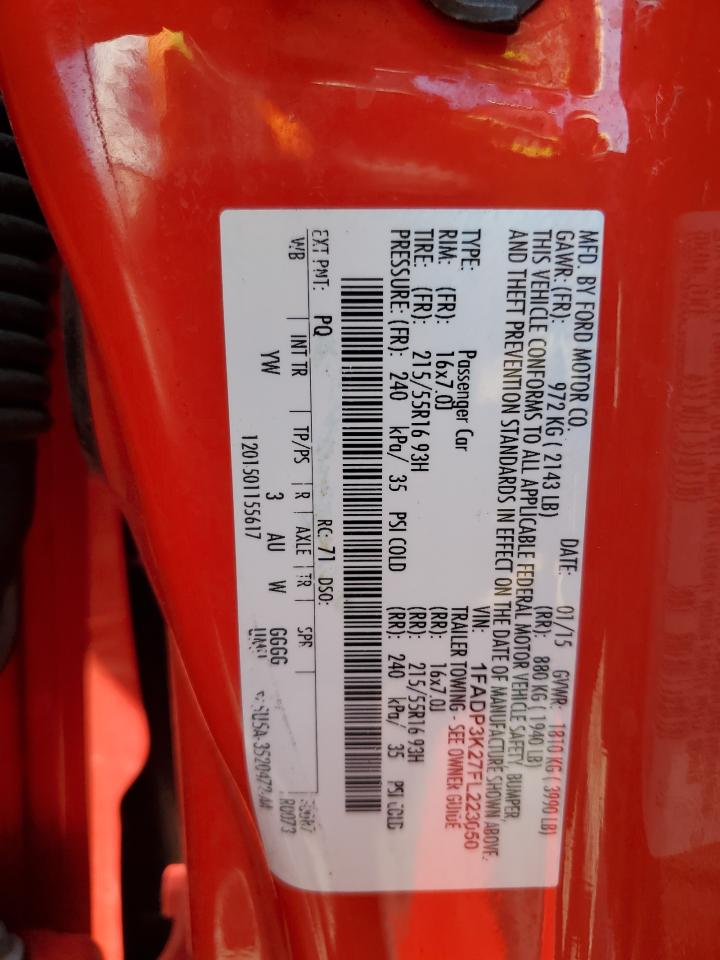 MFD. BY FORD MOTOR CO.
DATE: 01/15 GVWR: 1810 KG ( 3990 LB)
GAWR: (FR): 972 KG ( 2143 LB) (RR): 880 KG ( 1940 LB)
THIS VEHICLE CONFORMS TO ALL APPLICABLE FEDERAL MOTOR VEHICLE SAFETY, BUMPER,
AND THEFT PREVENTION STANDARDS IN EFFECT ON THE DATE OF MANUFACTURE SHOWN ABOVE.
VIN: 1FADP3K27FL223050
TYPE: Passenger Car TRAILER TOWING - SEE OWNER GUIDE
RIM: (FR): 16x7.0J (RR): 16x7.0J
TIRE: (FR): 215/55R16 93H (RR): 215/55R16 93H
PRESSURE: (FR): 240 kPa/ 35 PSI COLD (RR): 240 kPa/ 35 PSI COLD
EXT PNT: PQ RC: 71 DSO:
WB INT TR TP/PS R AXLE TR SPR
YW 3 AU W GGGG
1201501155617